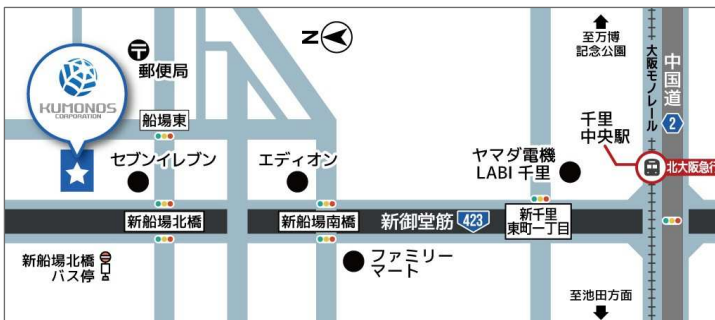 KUMONOS
CORPORATION
郵便局
船場東
セブンイレブン
エディオン
N
ヤマダ電機
LABI 千里
至万博
記念公園
大阪モノレール
中国道
2
千里
中央駅
北大阪急行
新船場北橋
新船場南橋
新御堂筋
423
新千里
東町一丁目
新船場北橋
バス停
ファミリー
マート
至池田方面